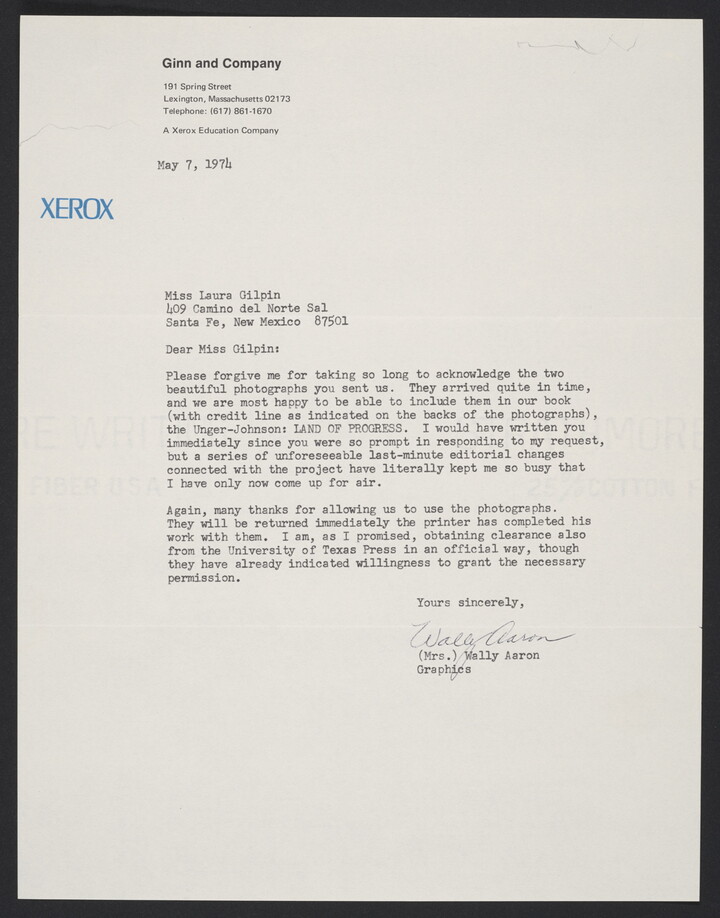 Ginn and Company
191 Spring Street
Lexington, Massachusetts 02173
Telephone: (617) 861-1670
A Xerox Education Company
May 7, 1974
XEROX
Miss Laura Gilpin
409 Camino del Norte Sal
Santa Fe, New Mexico 87501
Dear Miss Gilpin:
Please forgive me for taking so long to acknowledge the two
beautiful photographs you sent us. They arrived quite in time,
and we are most happy to be able to include them in our book
(with credit line as indicated on the backs of the photographs),
the Unger-Johnson: LAND OF PROGRESS. I would have written you
immediately since you were so prompt in responding to my request,
but a series of unforeseeable last-minute editorial changes
connected with the project have literally kept me so busy that
I have only now come up for air.
Again, many thanks for allowing us to use the photographs.
They will be returned immediately the printer has completed his
work with them. I am, as I promised, obtaining clearance also
from the University of Texas Press in an official way, though
they have already indicated willingness to grant the necessary
permission.
Yours sincerely,
Wally Aaron
(Mrs.) Wally Aaron
Graphics
FIBER USA